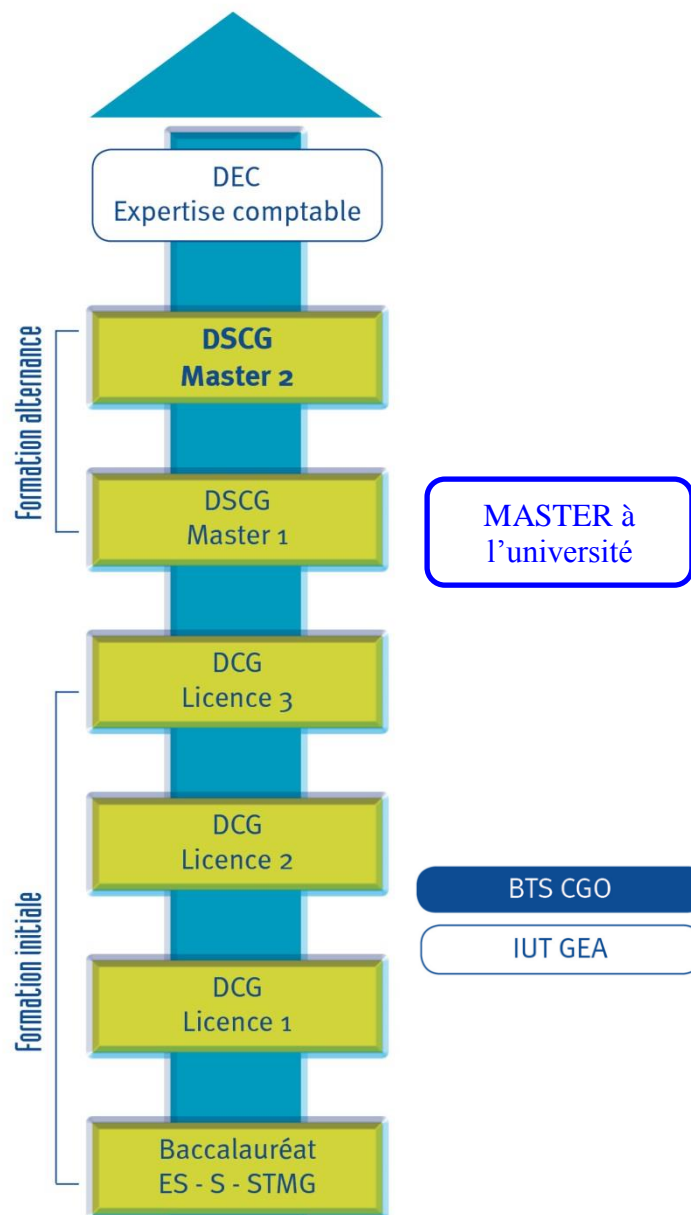 DEC
Expertise comptable
DSCG
Master 2
Formation alternance
DSCG
Master 1
MASTER à
l’université
DCG
Licence 3
DCG
Licence 2
BTS CGO
IUT GEA
Formation initiale
DCG
Licence 1
Baccalauréat
ES - S - STMG